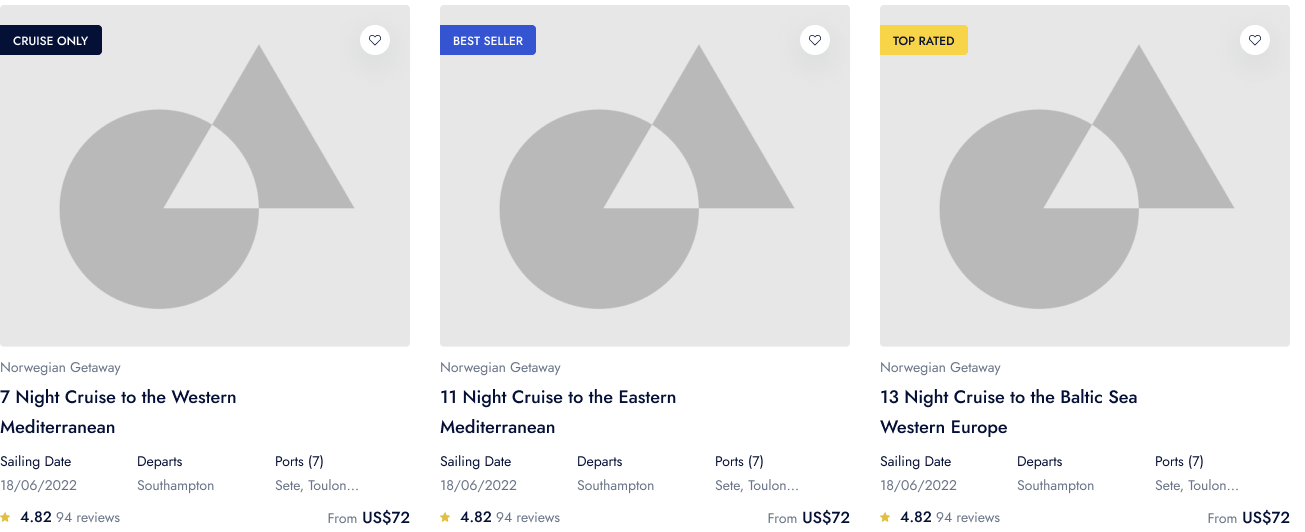 CRUISE ONLY
BEST SELLER
TOP RATED
Norwegian Getaway
7 Night Cruise to the Western
Mediterranean
Sailing Date Departs Ports (7)
18/06/2022 Southampton Sete, Toulon...
4.82 94 reviews From US$72
Norwegian Getaway
11 Night Cruise to the Eastern
Mediterranean
Sailing Date Departs Ports (7)
18/06/2022 Southampton Sete, Toulon...
4.82 94 reviews From US$72
Norwegian Getaway
13 Night Cruise to the Baltic Sea
Western Europe
Sailing Date Departs Ports (7)
18/06/2022 Southampton Sete, Toulon...
4.82 94 reviews From US$72